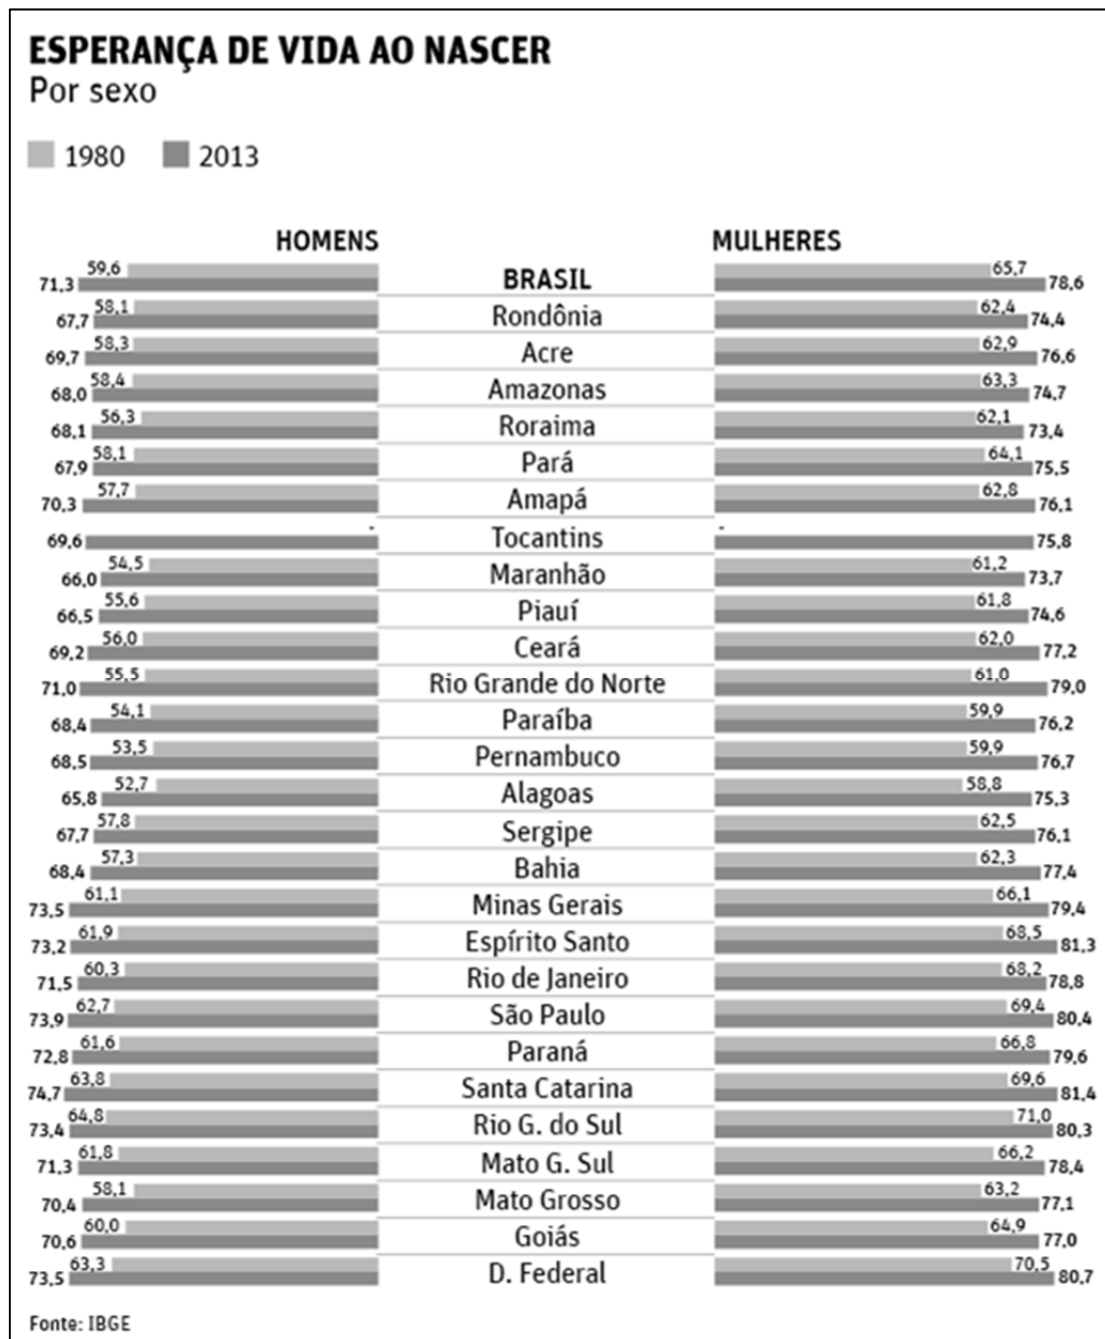 ESPERANÇA DE VIDA AO NASCER
Por sexo
1980 2013
HOMENS MULHERES
59,6 65,7
71,3 BRASIL 78,6
58,1 62,4
67,7 Rondônia 74,4
58,3 62,9
69,7 Acre 76,6
58,4 63,3
68,0 Amazonas 74,7
56,3 62,1
68,1 Roraima 73,4
58,1 64,1
67,9 Pará 75,5
57,7 62,8
70,3 Amapá 76,1
- -
69,6 Tocantins 75,8
54,5 61,2
66,0 Maranhão 73,7
55,6 61,8
66,5 Piauí 74,6
56,0 62,0
69,2 Ceará 77,2
55,5 61,0
71,0 Rio Grande do Norte 79,0
54,1 59,9
68,4 Paraíba 76,2
53,5 59,9
68,5 Pernambuco 76,7
52,7 58,8
65,8 Alagoas 75,3
57,8 62,5
67,7 Sergipe 76,1
57,3 62,3
68,4 Bahia 77,4
61,1 66,1
73,5 Minas Gerais 79,4
61,9 68,5
73,2 Espírito Santo 81,3
60,3 68,2
71,5 Rio de Janeiro 78,8
62,7 69,4
73,9 São Paulo 80,4
61,6 66,8
72,8 Paraná 79,6
63,8 69,6
74,7 Santa Catarina 81,4
64,8 71,0
73,4 Rio G. do Sul 80,3
61,8 66,2
71,3 Mato G. Sul 78,4
58,1 63,2
70,4 Mato Grosso 77,1
60,0 64,9
70,6 Goiás 77,0
63,3 70,5
73,5 D. Federal 80,7
Fonte: IBGE